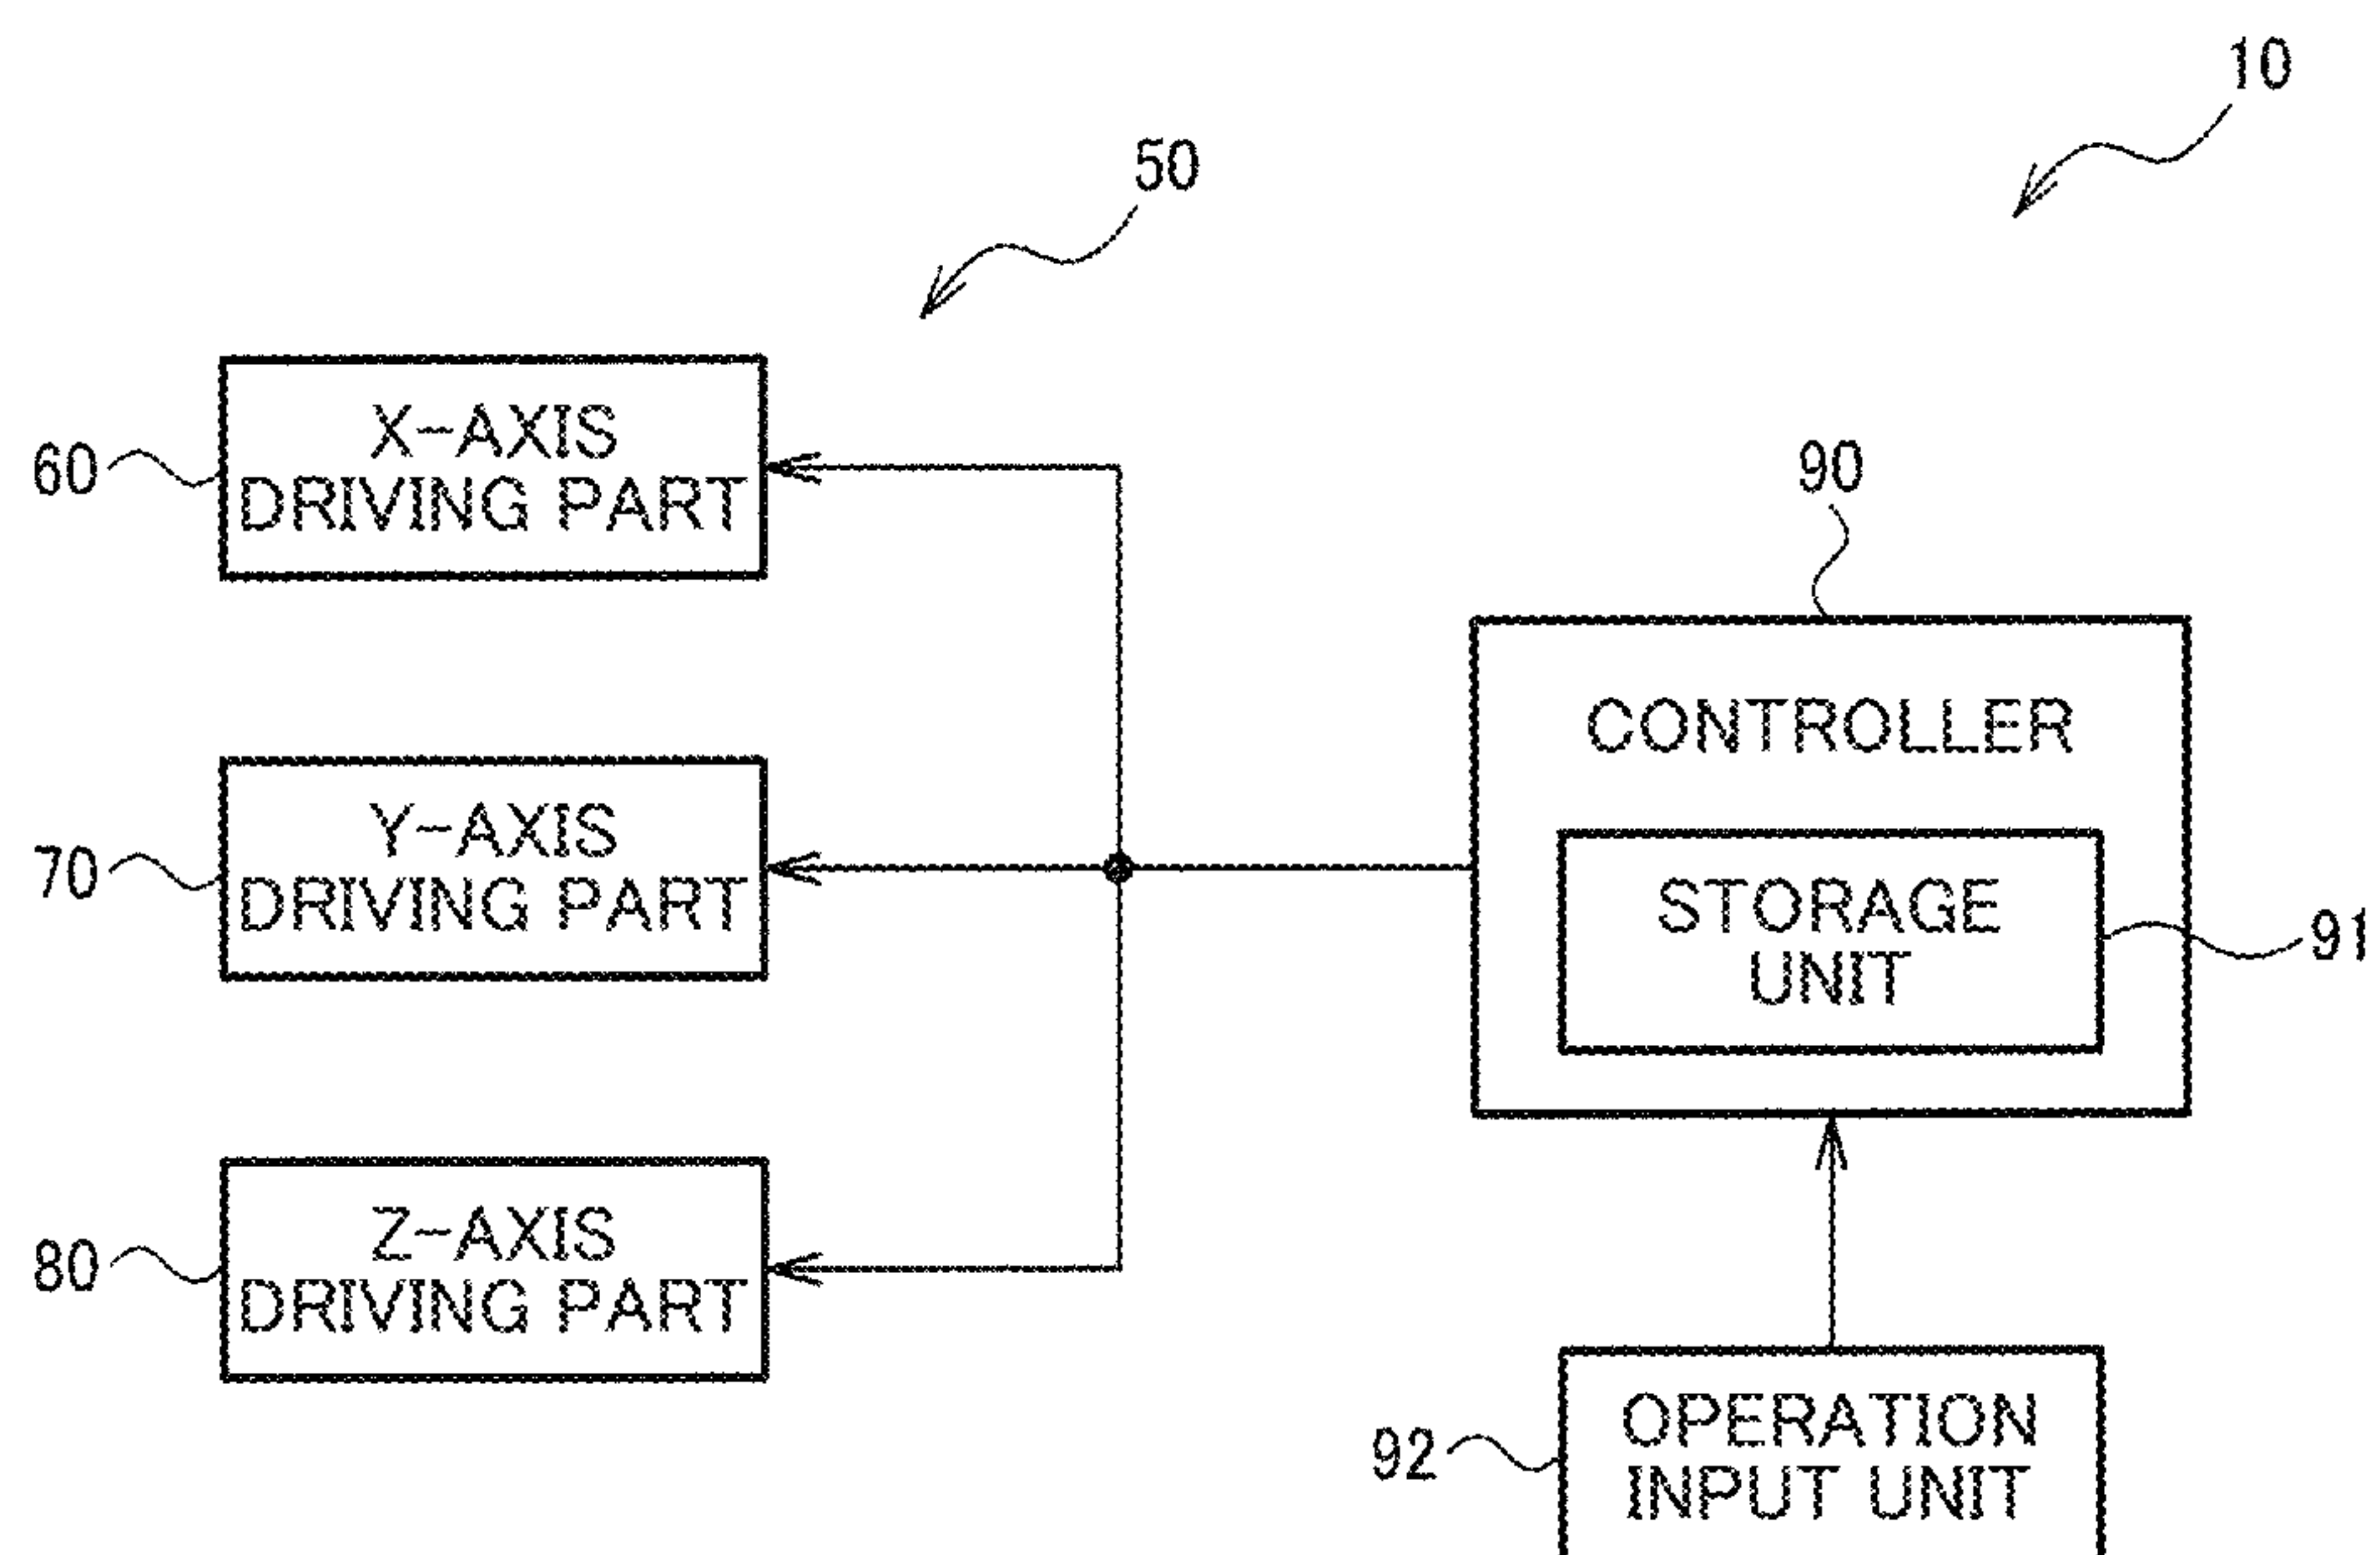 10
50
X-AXIS
DRIVING PART
60
90
CONTROLLER
Y-AXIS
DRIVING PART
70
STORAGE
UNIT
91
Z-AXIS
DRIVING PART
80
OPERATION
INPUT UNIT
92